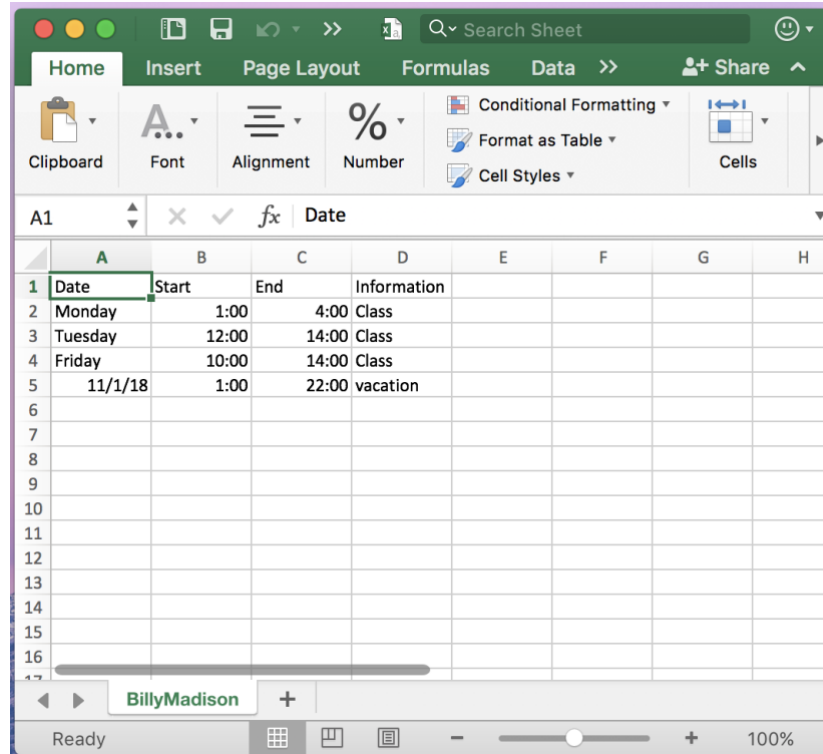 Search Sheet
Home Insert Page Layout Formulas Data >> Share
Conditional Formatting
Format as Table
Cell Styles
Clipboard Font Alignment Number Cells
A1 fx Date
A B C D E F G H
1 Date Start End Information
2 Monday 1:00 4:00 Class
3 Tuesday 12:00 14:00 Class
4 Friday 10:00 14:00 Class
5 11/1/18 1:00 22:00 vacation
6
7
8
9
10
11
12
13
14
15
16
17
BillyMadison +
Ready 100%